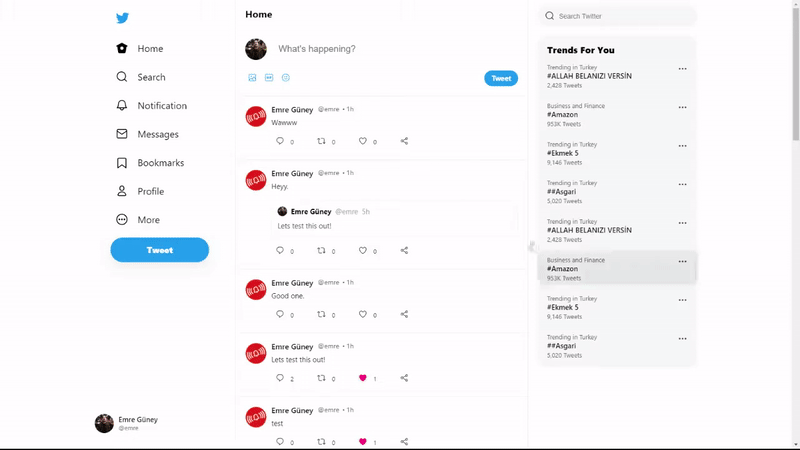 Home
Search
Notification
Messages
Bookmarks
Profile
More
Tweet
Emre Güney
@emre
Home
What's happening?
Tweet
Emre Güney @emre • 1h
Wawww
0 0 0
Emre Güney @emre • 1h
Heyy.
Emre Güney @emre 5h
Lets test this out!
0 0 0
Emre Güney @emre • 1h
Good one.
0 0 0
Emre Güney @emre • 1h
Lets test this out!
2 0 1
Emre Güney @emre • 1h
test
0 0 1
Search Twitter
Trends For You
Trending in Turkey
#ALLAH BELANIZI VERSİN
2,428 Tweets
Business and Finance
#Amazon
953K Tweets
Trending in Turkey
#Ekmek 5
9,146 Tweets
Trending in Turkey
##Asgari
5,020 Tweets
Trending in Turkey
#ALLAH BELANIZI VERSİN
2,428 Tweets
Business and Finance
#Amazon
953K Tweets
Trending in Turkey
#Ekmek 5
9,146 Tweets
Trending in Turkey
##Asgari
5,020 Tweets